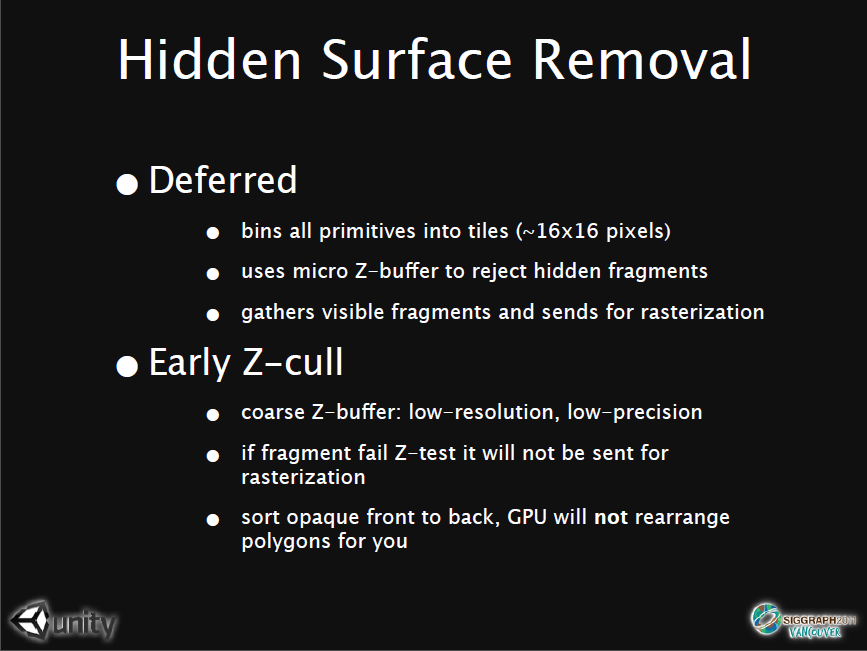 Hidden Surface Removal
● Deferred
● bins all primitives into tiles (~16x16 pixels)
● uses micro Z-buffer to reject hidden fragments
● gathers visible fragments and sends for rasterization
● Early Z-cull
● coarse Z-buffer: low-resolution, low-precision
● if fragment fail Z-test it will not be sent for
rasterization
● sort opaque front to back, GPU will not rearrange
polygons for you
unity
SIGGRAPH2011
VANCOUVER